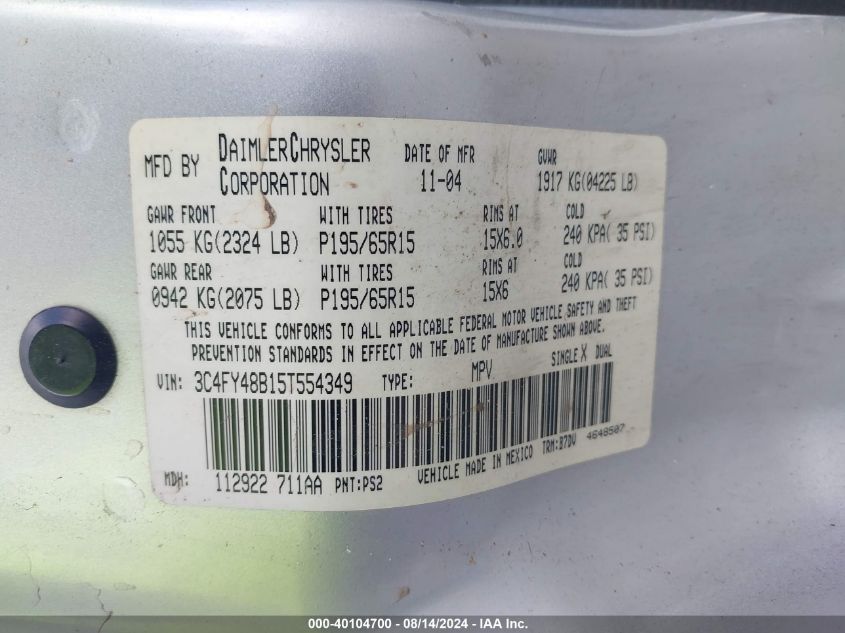 MFD BY DAIMLERCHRYSLER CORPORATION DATE OF MFR 11-04 GVWR 1917 KG(04225 LB)
GAWR FRONT WITH TIRES RIMS AT COLD
1055 KG(2324 LB) P195/65R15 15X6.0 240 KPA( 35 PSI)
GAWR REAR WITH TIRES RIMS AT COLD
0942 KG(2075 LB) P195/65R15 15X6 240 KPA( 35 PSI)
THIS VEHICLE CONFORMS TO ALL APPLICABLE FEDERAL MOTOR VEHICLE SAFETY AND THEFT
PREVENTION STANDARDS IN EFFECT ON THE DATE OF MANUFACTURE SHOWN ABOVE.
VIN: 3C4FY48B15T554349 TYPE: MPV SINGLE X DUAL
MDH: 112922 711AA PNT:PS2 VEHICLE MADE IN MEXICO TRM:B7DV 4648507
000-40104700 - 08/14/2024 - IAA Inc.